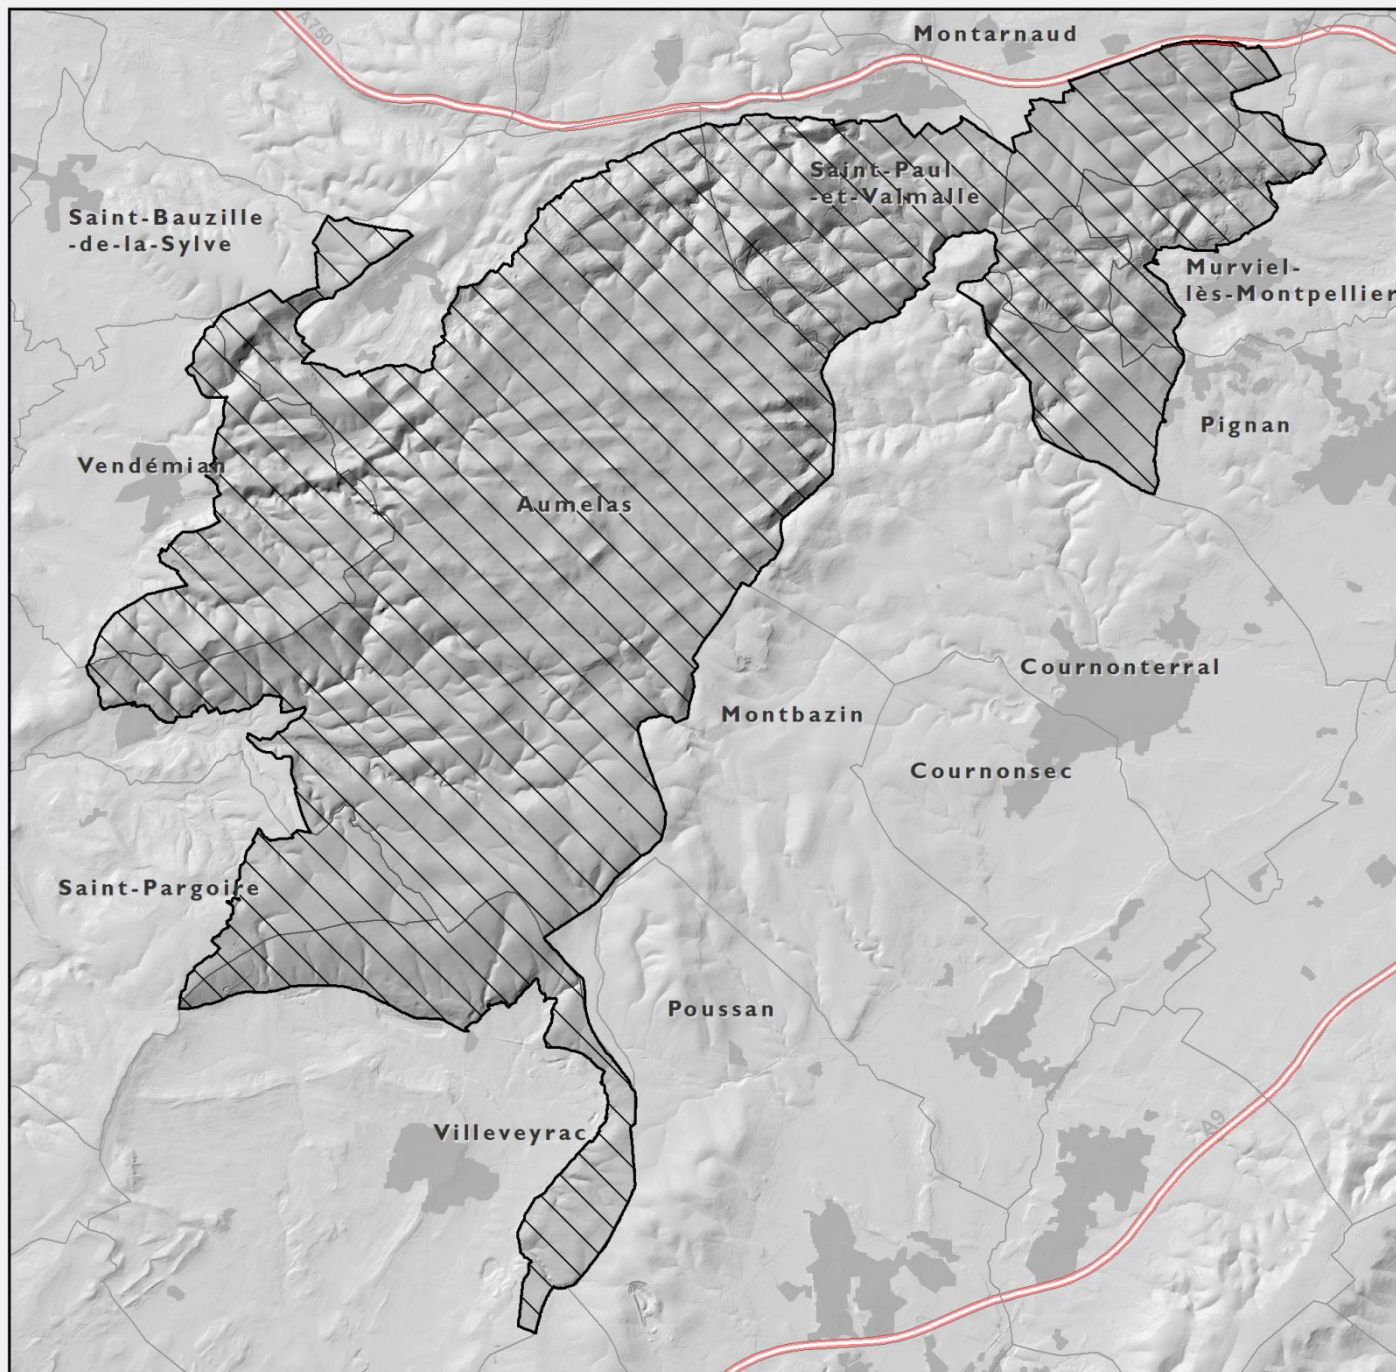 A750
Montarnaud
Saint-Paul
-et-Valmalle
Saint-Bauzille
-de-la-Sylve
Murviel-
lès-Montpellier
Pignan
Vendémian
Aumelas
Cournonterral
Montbazin
Cournonsec
Saint-Pargoire
Poussan
A9
Villeveyrac